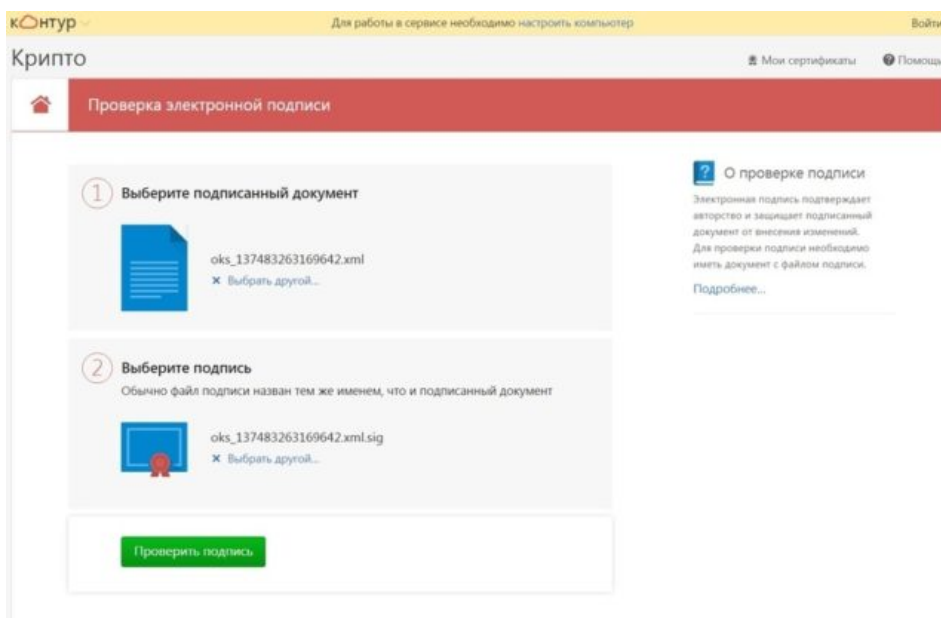 контур
Для работы в сервисе необходимо настроить компьютер
Войти
Крипто
Мои сертификаты
Помощь
Проверка электронной подписи
1 Выберите подписанный документ
oks_137483263169642.xml
× Выбрать другой...
2 Выберите подпись
Обычно файл подписи назван тем же именем, что и подписанный документ
oks_137483263169642.xml.sig
× Выбрать другой...
Проверить подпись
? О проверке подписи
Электронная подпись подтверждает
авторство и защищает подписанный
документ от внесения изменений.
Для проверки подписи необходимо
иметь документ с файлом подписи.
Подробнее...